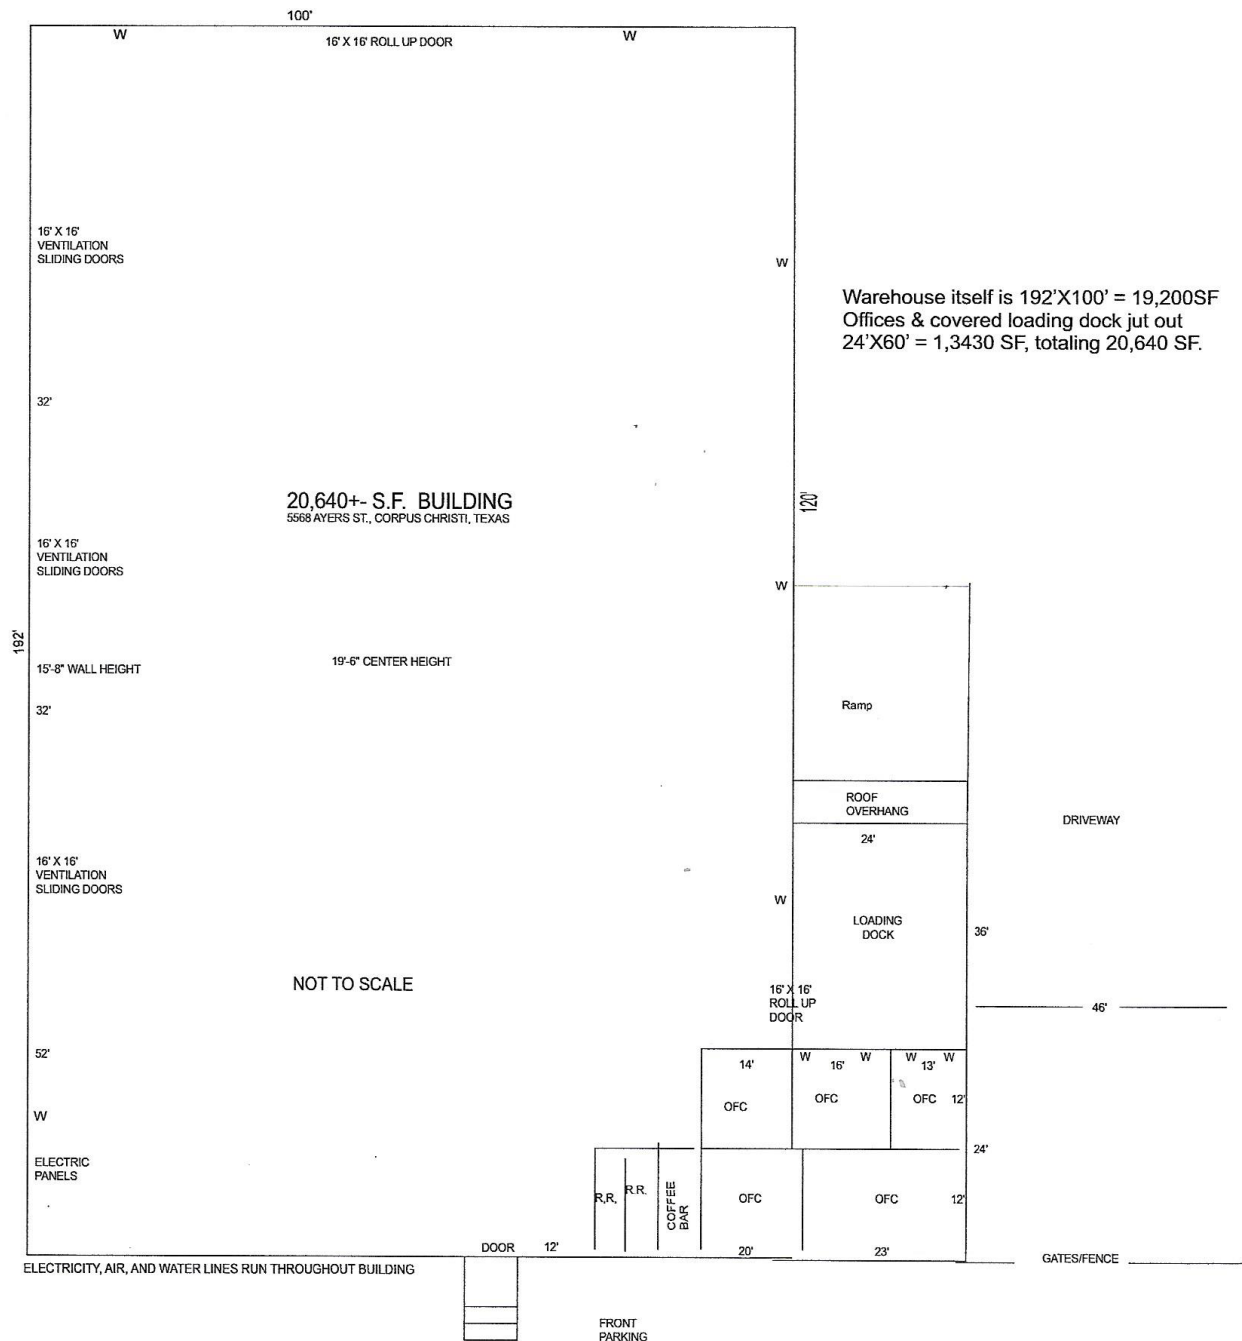 100'
W
16' X 16' ROLL UP DOOR
W
16' X 16'
VENTILATION
SLIDING DOORS
W
Warehouse itself is 192'X100' = 19,200SF
Offices & covered loading dock jut out
24'X60' = 1,3430 SF, totaling 20,640 SF.
32'
20,640+- S.F. BUILDING
5568 AYERS ST., CORPUS CHRISTI, TEXAS
120'
16' X 16'
VENTILATION
SLIDING DOORS
W
192'
15'-8" WALL HEIGHT
19'-6" CENTER HEIGHT
32'
Ramp
ROOF
OVERHANG
DRIVEWAY
24'
16' X 16'
VENTILATION
SLIDING DOORS
W
LOADING
DOCK
36'
NOT TO SCALE
16' X 16'
ROLL UP
DOOR
46'
52'
14'
W
16'
W
W
13'
W
OFC
OFC
OFC
12'
W
ELECTRIC
PANELS
24'
R,R,
R.R.
COFFEE
BAR
OFC
OFC
12'
DOOR
12'
20'
23'
GATES/FENCE
ELECTRICITY, AIR, AND WATER LINES RUN THROUGHOUT BUILDING
FRONT
PARKING